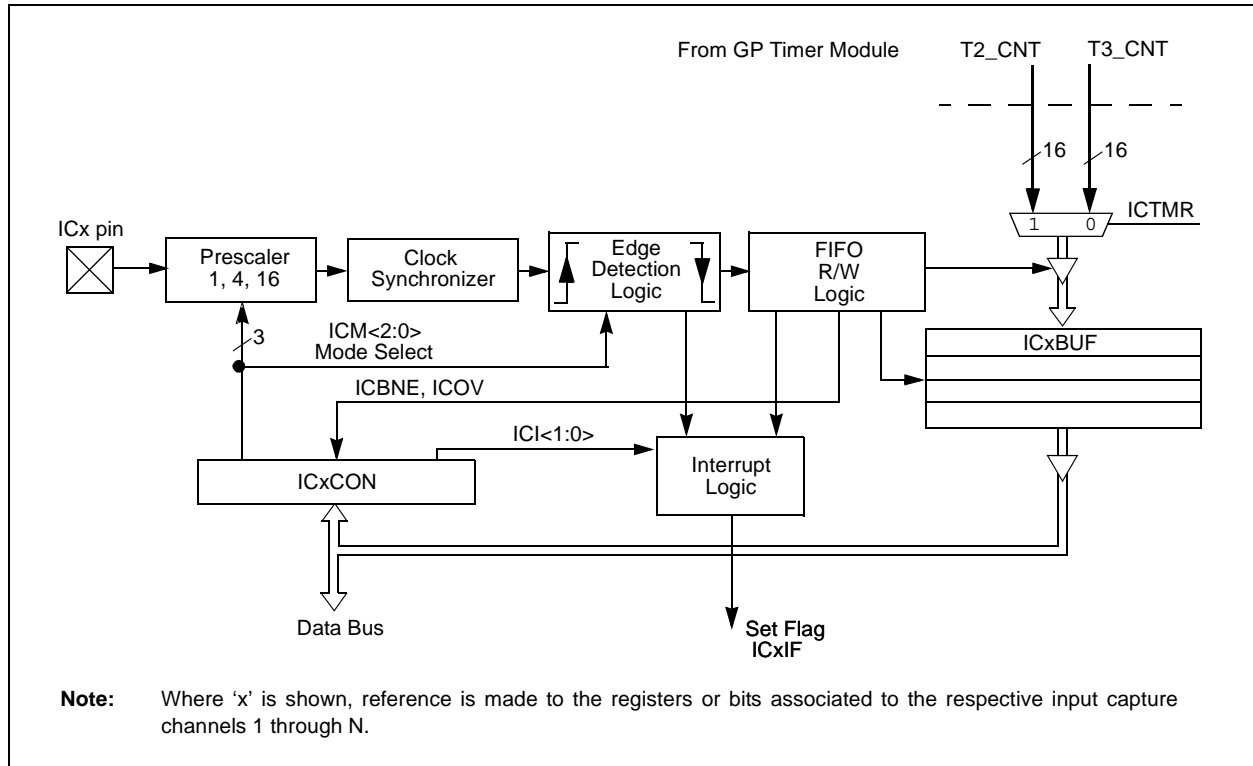 From GP Timer Module
T2_CNT
T3_CNT
16
16
ICx pin
1
0
ICTMR
Prescaler
1, 4, 16
Clock
Synchronizer
Edge
Detection
Logic
FIFO
R/W
Logic
3
ICM<2:0>
Mode Select
ICxBUF
ICBNE, ICOV
ICI<1:0>
ICxCON
Interrupt
Logic
Data Bus
Set Flag
ICxIF
Note: Where ‘x’ is shown, reference is made to the registers or bits associated to the respective input capture
channels 1 through N.